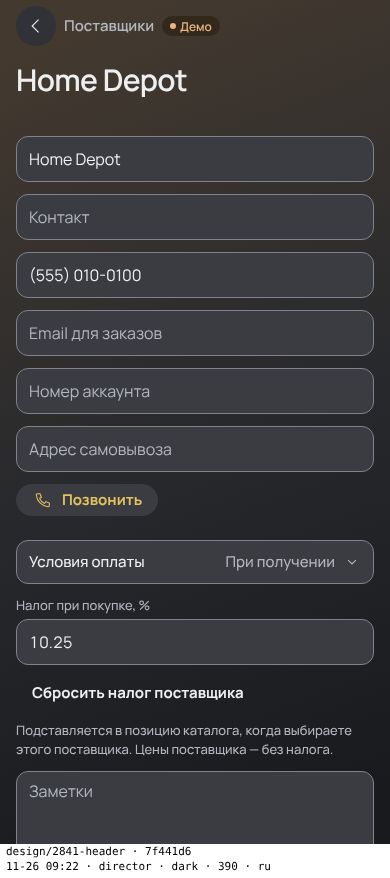 Поставщики
Демо
Home Depot
Home Depot
Контакт
(555) 010-0100
Email для заказов
Номер аккаунта
Адрес самовывоза
Позвонить
Условия оплаты При получении
Налог при покупке, %
10.25
Сбросить налог поставщика
Подставляется в позицию каталога, когда выбираете
этого поставщика. Цены поставщика — без налога.
Заметки
design/2841-header · 7f441d6
11-26 09:22 · director · dark · 390 · ru